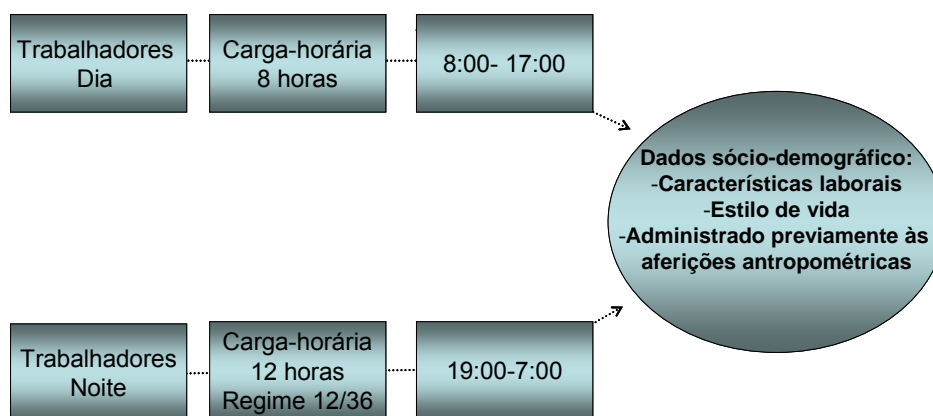 Trabalhadores
Dia
Carga-horária
8 horas
8:00- 17:00
Dados sócio-demográfico:
-Características laborais
-Estilo de vida
-Administrado previamente às
aferições antropométricas
Trabalhadores
Noite
Carga-horária
12 horas
Regime 12/36
19:00-7:00